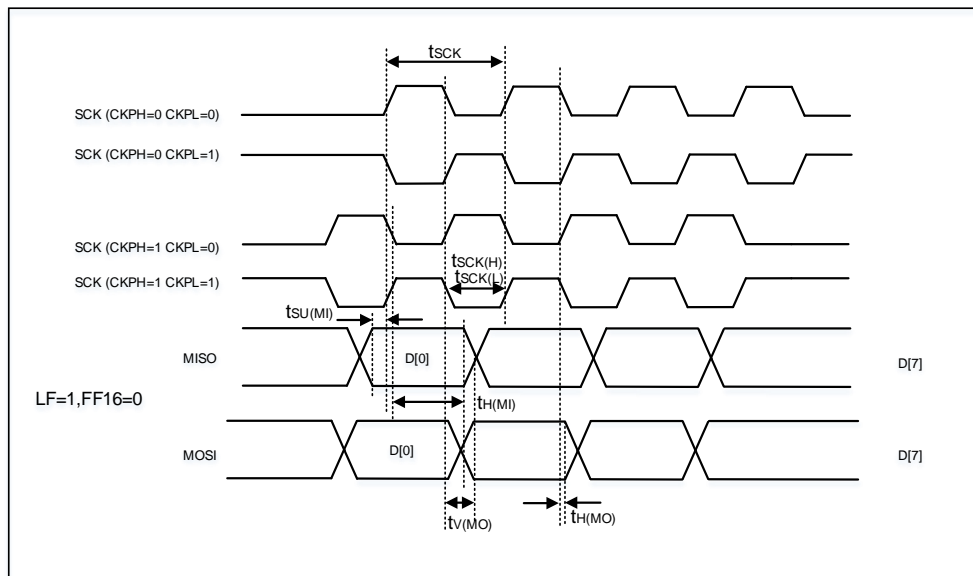 tSCK
SCK (CKPH=0 CKPL=0)
SCK (CKPH=0 CKPL=1)
SCK (CKPH=1 CKPL=0)
tSCK(H)
tSCK(L)
SCK (CKPH=1 CKPL=1)
tSU(MI)
MISO
D[0]
D[7]
LF=1,FF16=0
tH(MI)
MOSI
D[0]
D[7]
tV(MO)
tH(MO)